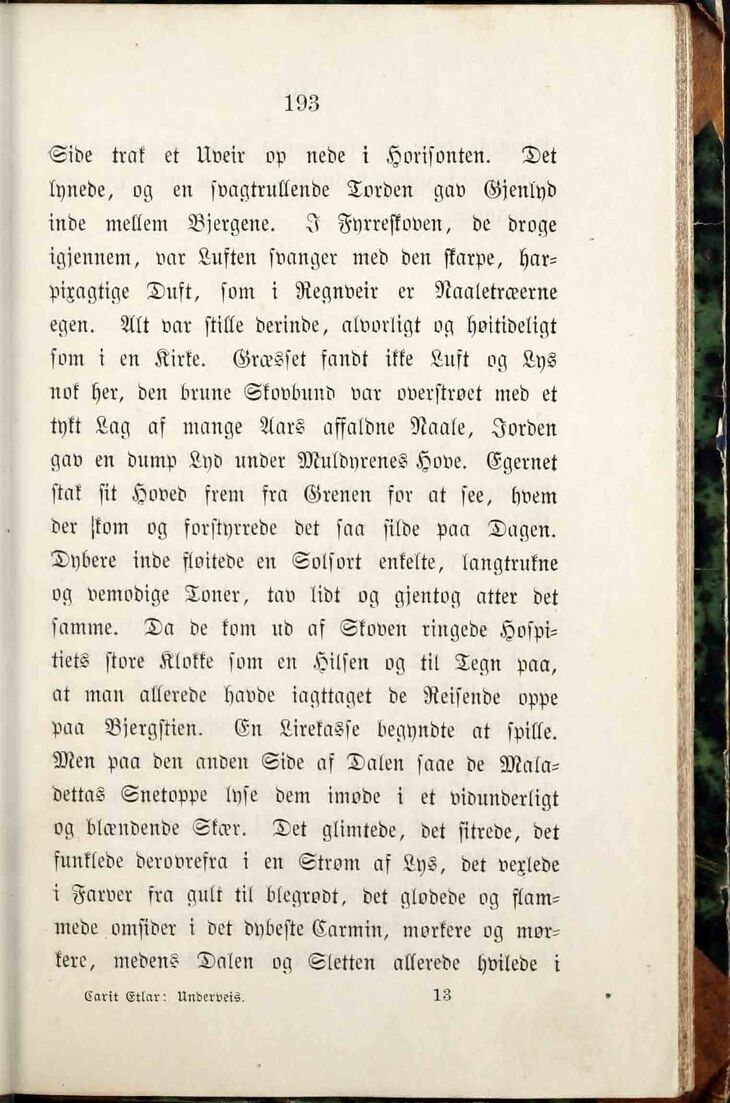 193
Side trak et Uveir op nede i Horisonten. Det
lynede, og en svagtrullende Torden gav Gjenlyd
inde mellem Bjergene. I Fyrreskoven, de droge
igjennem, var Luften svanger med den skarpe, har-
pixagtige Duft, som i Regnveir er Naaletræerne
egen. Alt var stille derinde, alvorligt og høitideligt
som i en Kirke. Græsset fandt ikke Luft og Lys
nok her, den brune Skovbund var overstrøet med et
tykt Lag af mange Aars affaldne Naale, Jorden
gav en dump Lyd under Muldyrenes Hove. Egernet
stak sit Hoved frem fra Grenen for at see, hvem
der kom og forstyrrede det saa silde paa Dagen.
Dybere inde fløitede en Solsort enkelte, langtrukne
og vemodige Toner, tav lidt og gjentog atter det
samme. Da de kom ud af Skoven ringede Hospi-
tiets store Klokke som en Hilsen og til Tegn paa,
at man allerede havde iagttaget de Reisende oppe
paa Bjergstien. En Lirekasse begyndte at spille.
Men paa den anden Side af Dalen saae de Mala-
dettas Snetoppe lyse dem imøde i et vidunderligt
og blændende Skær. Det glimtede, det sitrede, det
funklede derovrefra i en Strøm af Lys, det vexlede
i Farver fra gult til blegrødt, det glødede og flam-
mede omsider i det dybeste Carmin, mørkere og mør-
kere, medens Dalen og Sletten allerede hvilede i
Carit Etlar: Underveis. 13